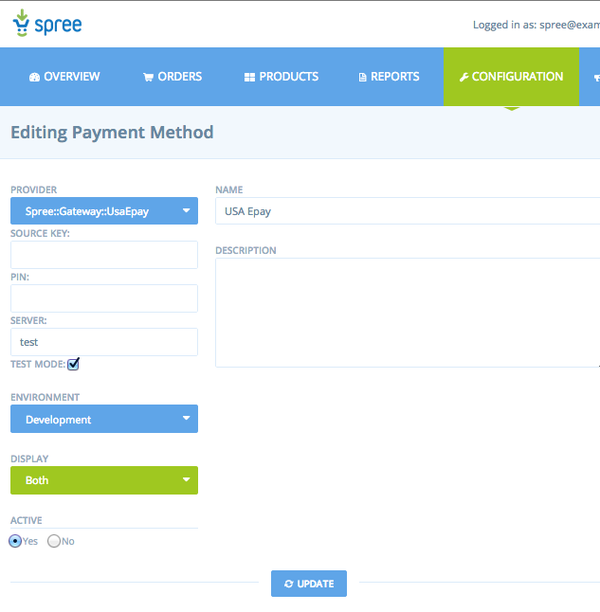 spree
Logged in as: spree@exam
OVERVIEW
ORDERS
PRODUCTS
REPORTS
CONFIGURATION
Editing Payment Method
PROVIDER
Spree::Gateway::UsaEpay
SOURCE KEY:
PIN:
SERVER:
test
TEST MODE:
ENVIRONMENT
Development
DISPLAY
Both
ACTIVE
Yes No
NAME
USA Epay
DESCRIPTION
UPDATE